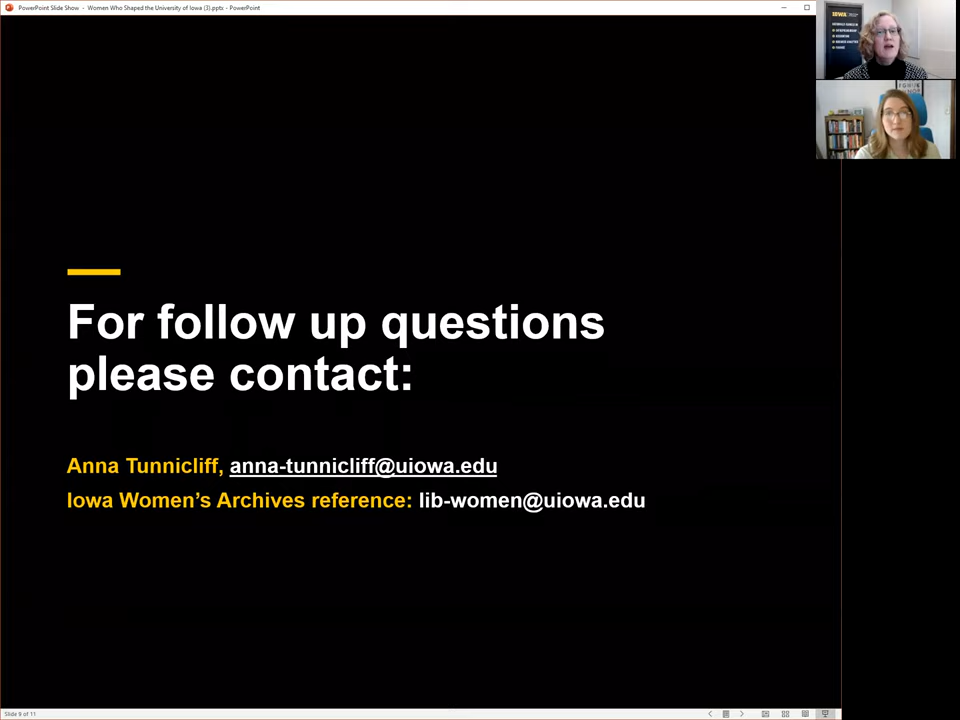 PowerPoint Slide Show - Women Who Shaped the University of Iowa (3).pptx - PowerPoint
IOWA
For follow up questions
please contact:
Anna Tunnicliff, anna-tunnicliff@uiowa.edu
Iowa Women's Archives reference: lib-women@uiowa.edu
Slide 9 of 11